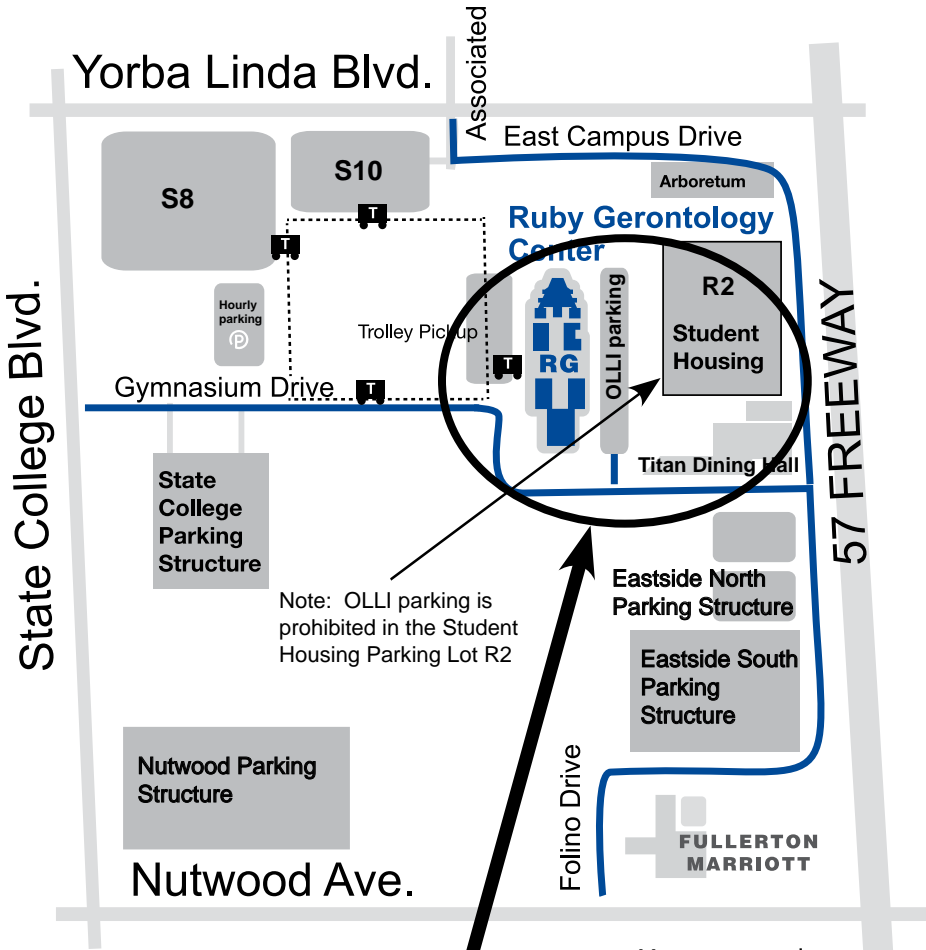 Yorba Linda Blvd.
Associated
East Campus Drive
S8
S10
Arboretum
T
T
Ruby Gerontology
Center
R2
Student
Housing
Hourly
parking
P
Trolley Pickup
T
RG
OLLI parking
State College Blvd.
57 FREEWAY
Gymnasium Drive
T
Titan Dining Hall
State
College
Parking
Structure
Note: OLLI parking is
prohibited in the Student
Housing Parking Lot R2
Eastside North
Parking Structure
Eastside South
Parking
Structure
Nutwood Parking
Structure
Folino Drive
FULLERTON
MARRIOTT
Nutwood Ave.